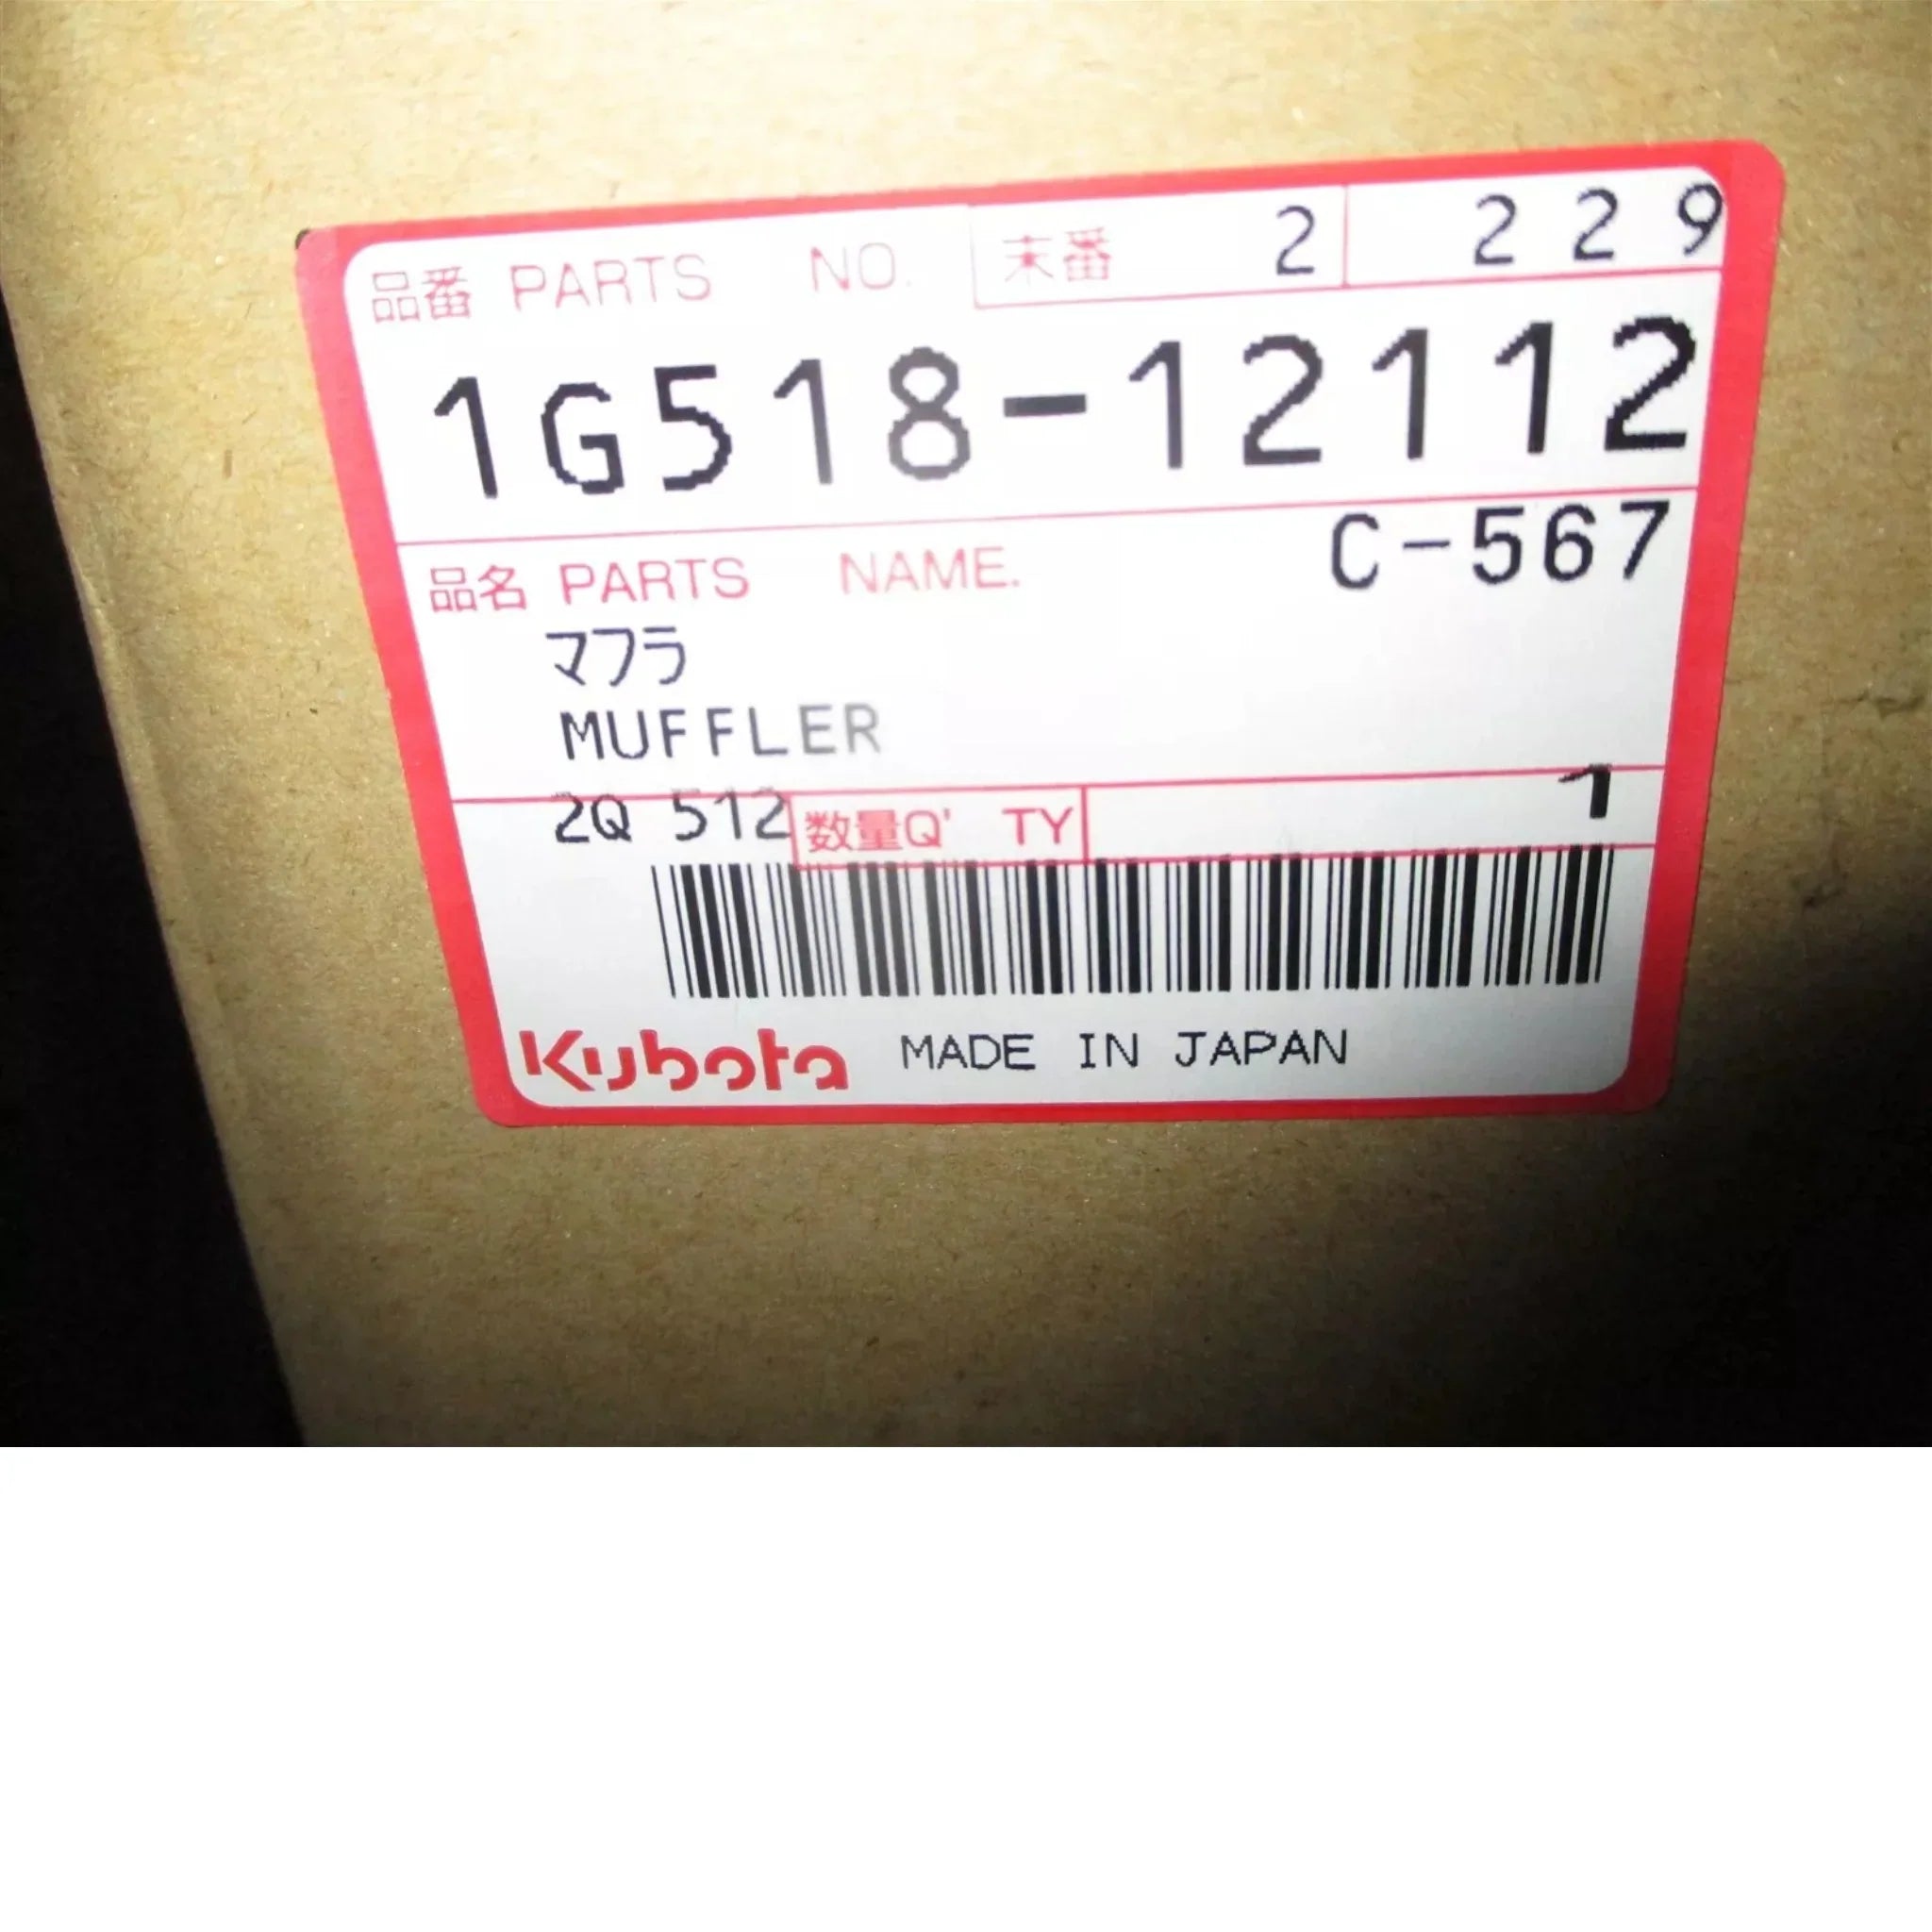 品番 PARTS NO. 末番 2 229
1G518-12112
品名 PARTS NAME. C-567
マフラ
MUFFLER
2Q 512 数量Q'TY 1
Kubota MADE IN JAPAN